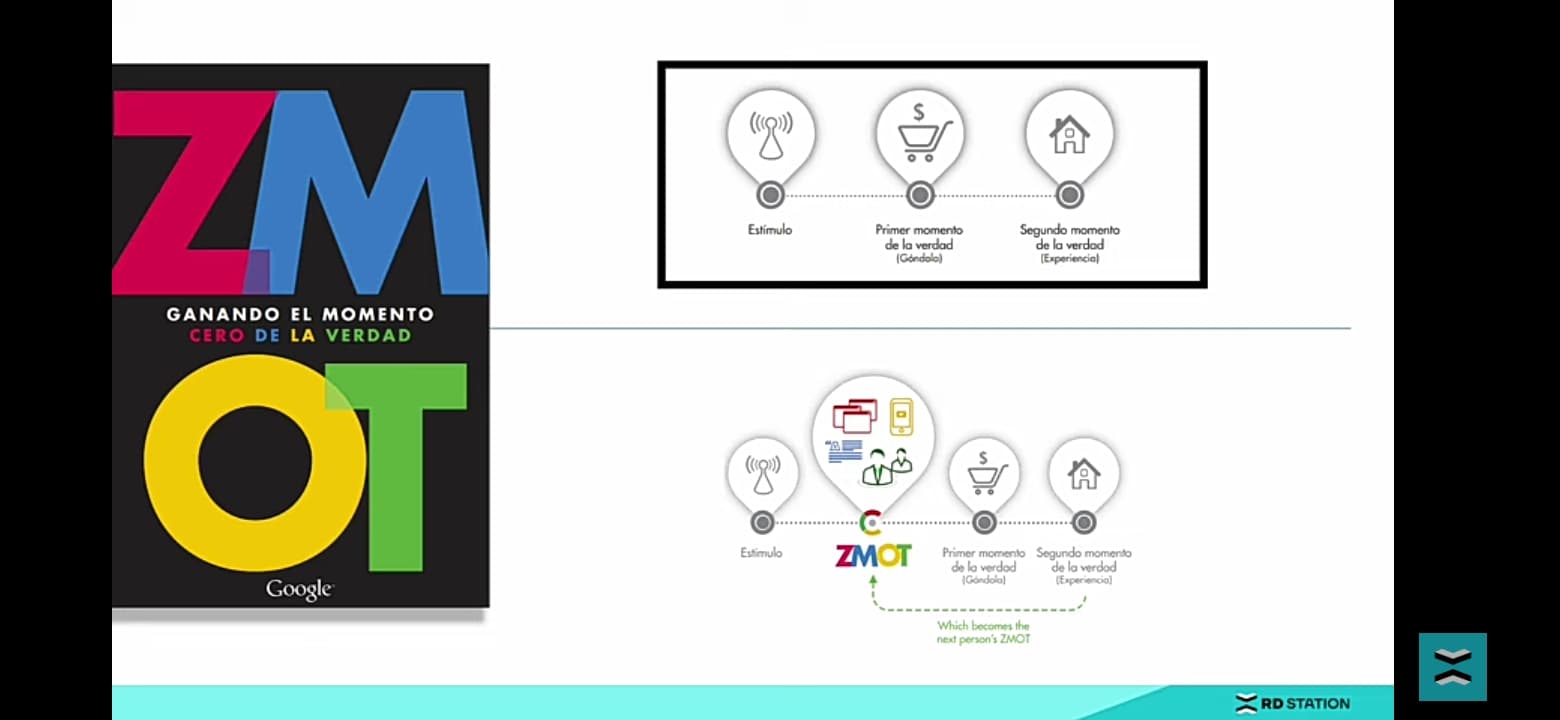 ZM
GANANDO EL MOMENTO
CERO DE LA VERDAD
OT
Google
$
Estímulo
Primer momento
de la verdad
(Góndola)
Segundo momento
de la verdad
(Experiencia)
$
Estímulo
ZMOT
Primer momento
de la verdad
(Góndola)
Segundo momento
de la verdad
(Experiencia)
Which becomes the
next person's ZMOT
RD STATION